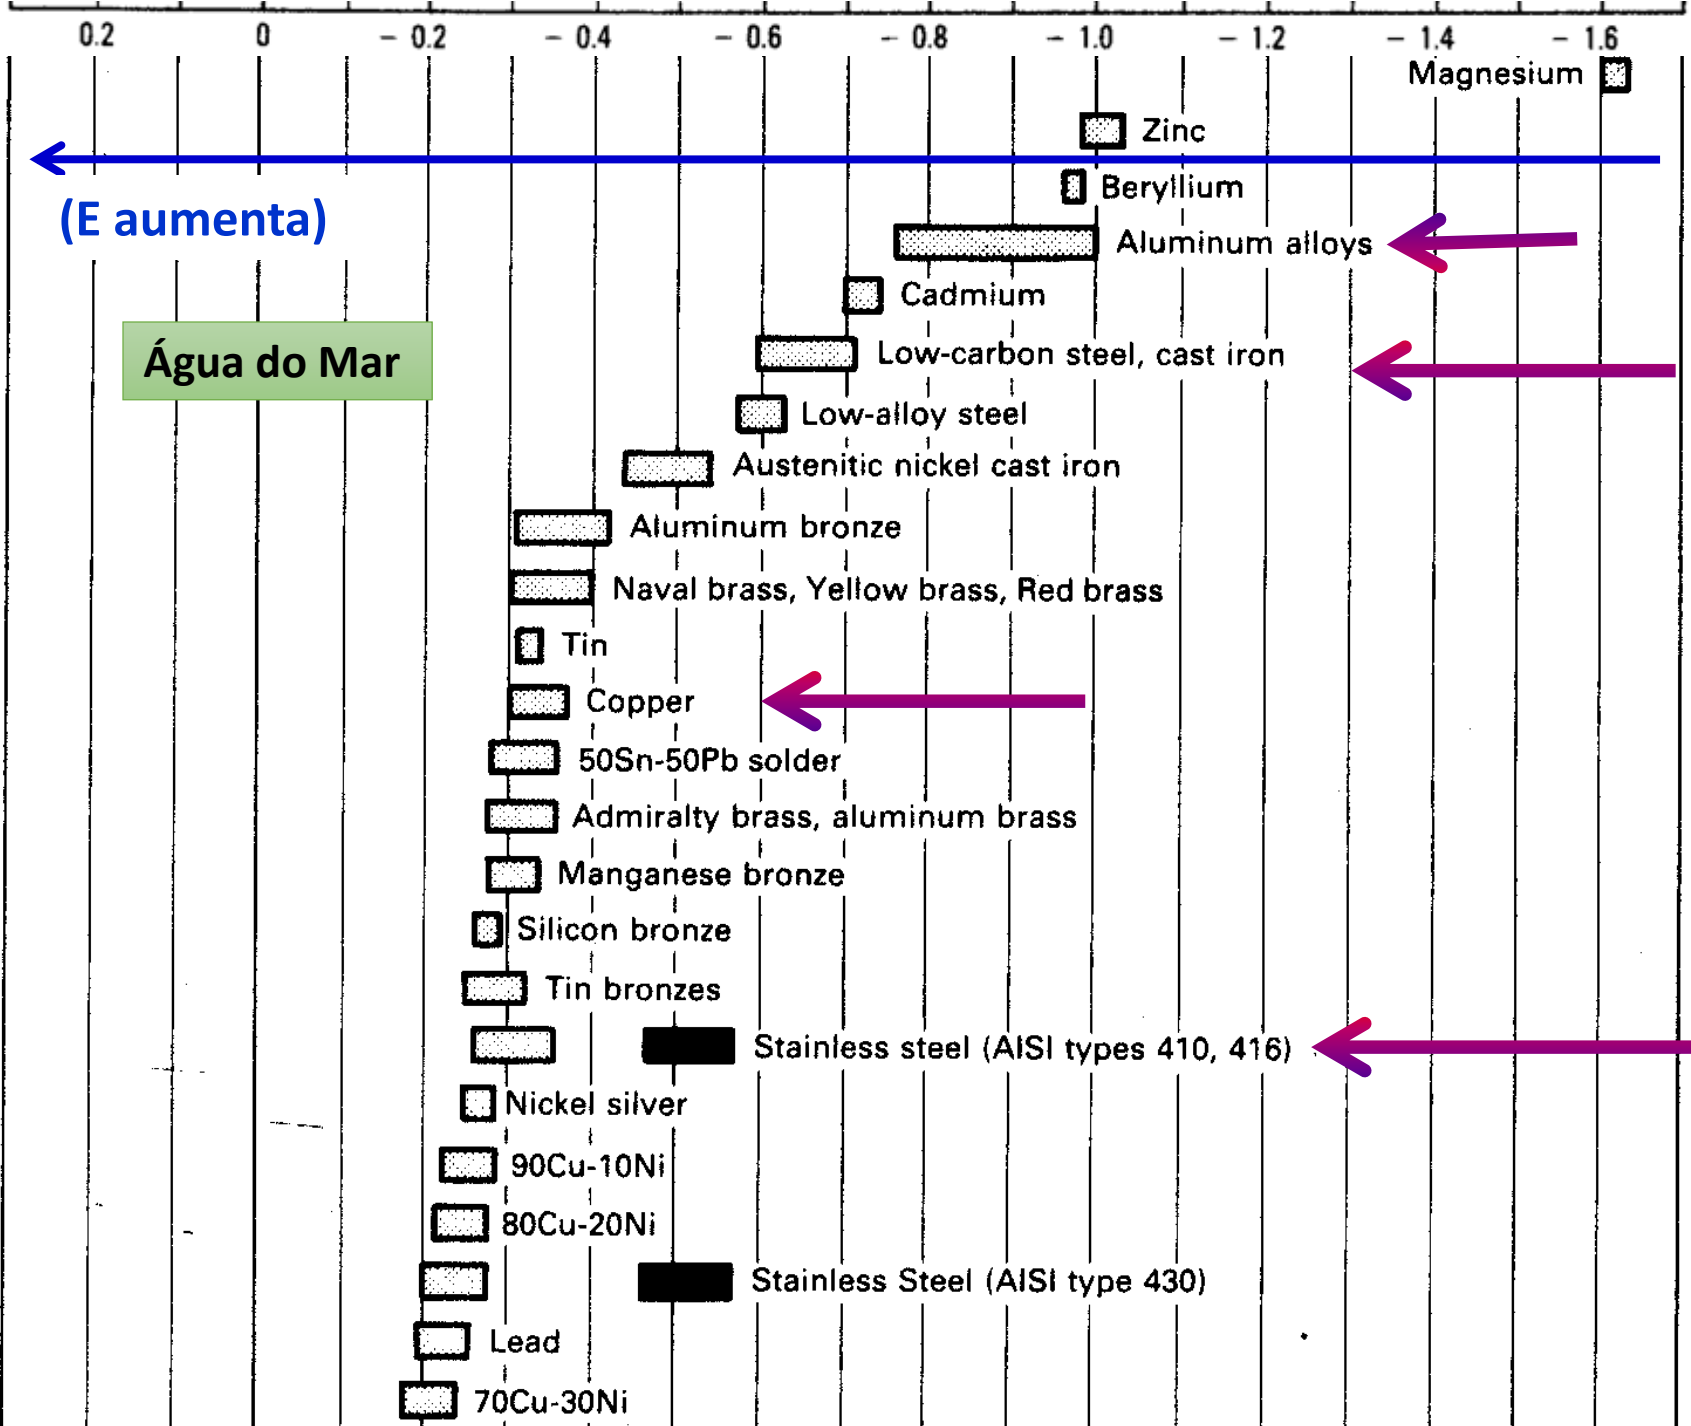 0.2 0 - 0.2 - 0.4 - 0.6 - 0.8 - 1.0 - 1.2 - 1.4 - 1.6
Magnesium
Zinc
Beryllium
(E aumenta)
Aluminum alloys
Cadmium
Água do Mar
Low-carbon steel, cast iron
Low-alloy steel
Austenitic nickel cast iron
Aluminum bronze
Naval brass, Yellow brass, Red brass
Tin
Copper
50Sn-50Pb solder
Admiralty brass, aluminum brass
Manganese bronze
Silicon bronze
Tin bronzes
Stainless steel (AISI types 410, 416)
Nickel silver
90Cu-10Ni
80Cu-20Ni
Stainless Steel (AISI type 430)
Lead
70Cu-30Ni